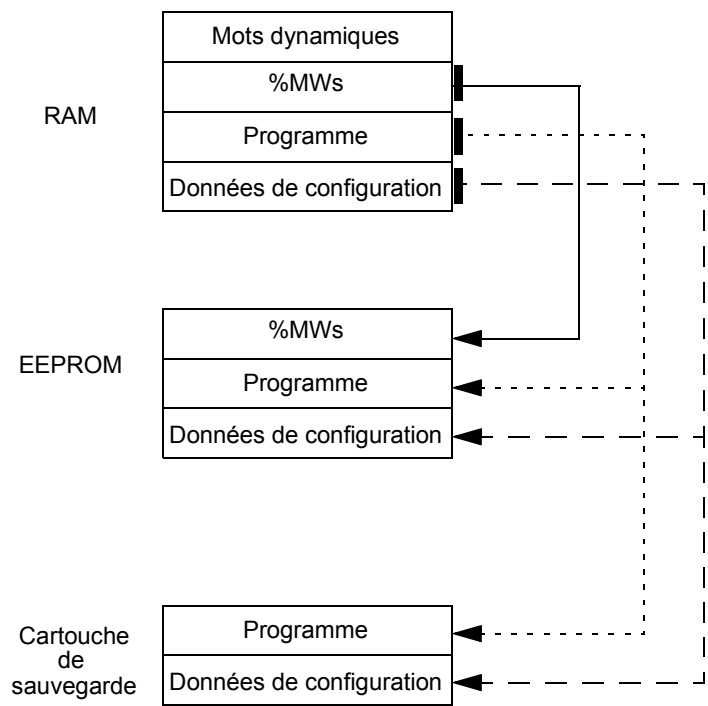 Mots dynamiques
%MWs
RAM
Programme
Données de configuration
%MWs
EEPROM
Programme
Données de configuration
Programme
Cartouche
de
sauvegarde
Données de configuration